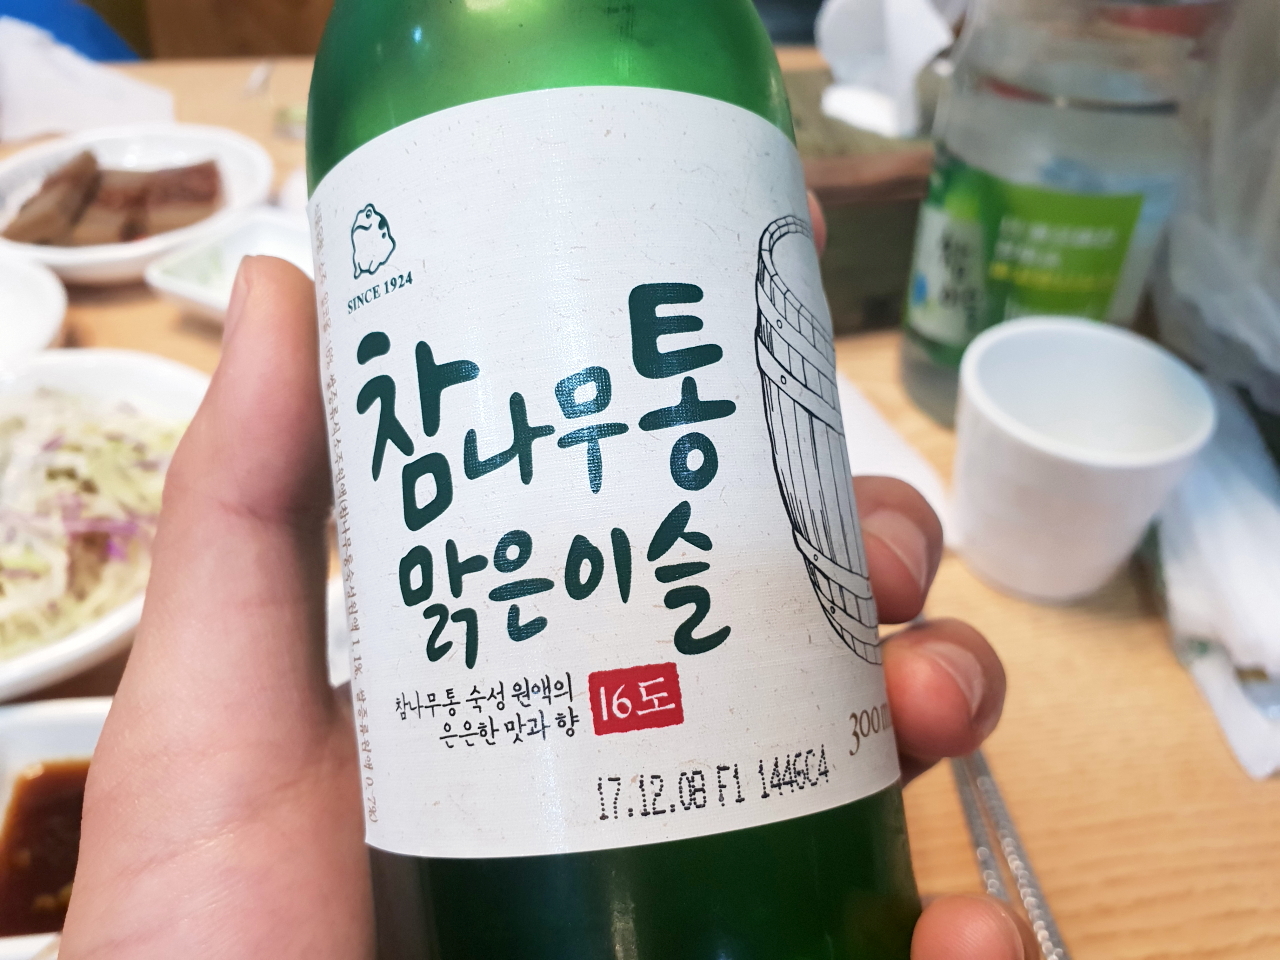 SINCE 1924
참나무통
맑은이슬
참나무통 숙성 원액의
은은한 맛과 향
16도
300m
17.12.08 F1 1446C4